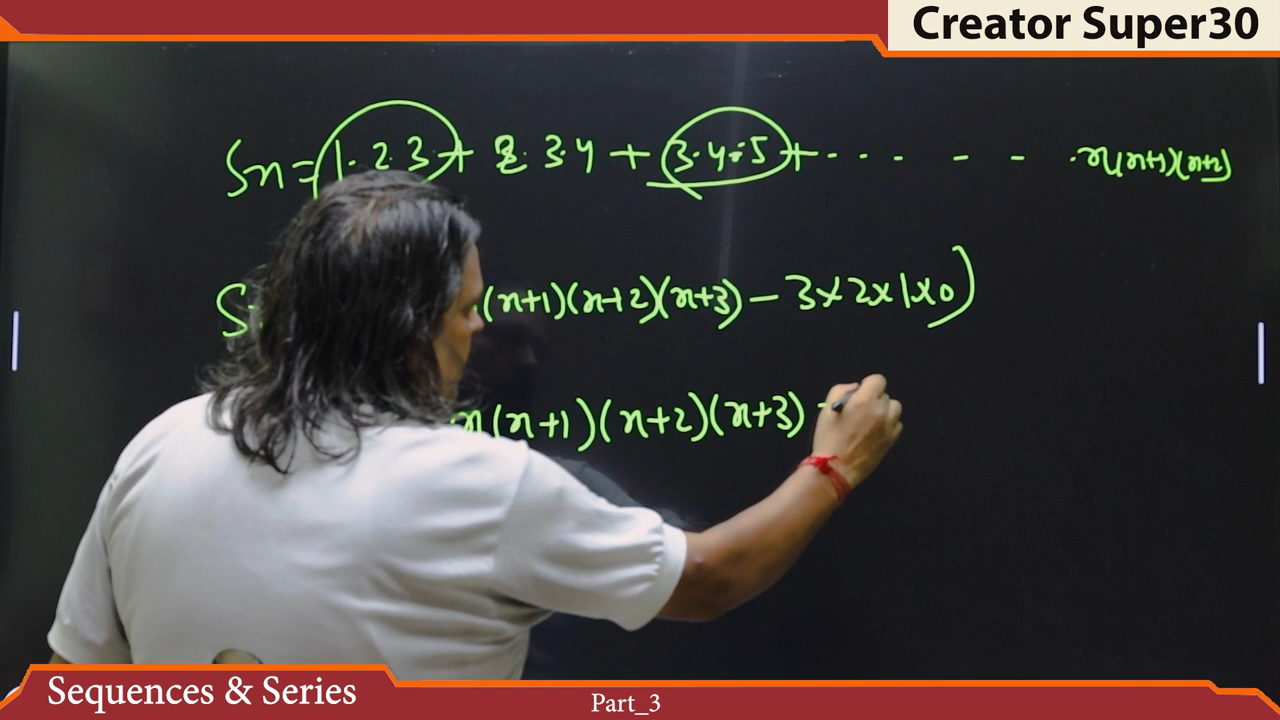 Creator Super30
Sn = 1·2·3 + 2·3·4 + (3·4·5) + · · · - - · n(n+1)(n+2)
S (n+1)(n+2)(n+3) - 3×2×1×0)
n(n+1)(n+2)(n+3) -
Sequences & Series
Part_3